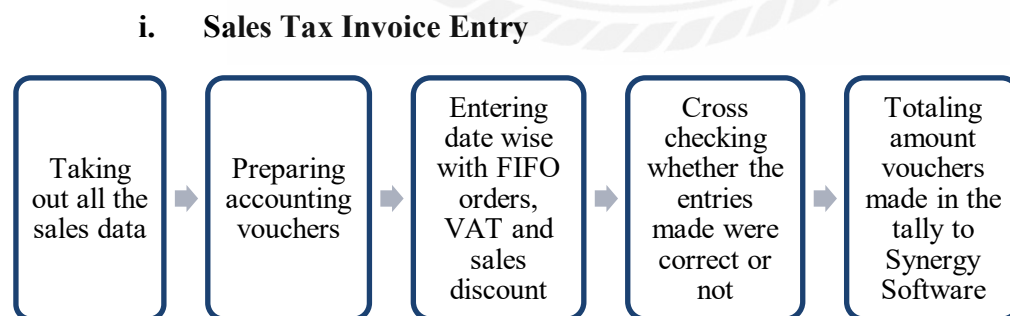 i. Sales Tax Invoice Entry
Taking
out all the
sales data
Preparing
accounting
vouchers
Entering
date wise
with FIFO
orders,
VAT and
sales
discount
Cross
checking
whether the
entries
made were
correct or
not
Totaling
amount
vouchers
made in the
tally to
Synergy
Software